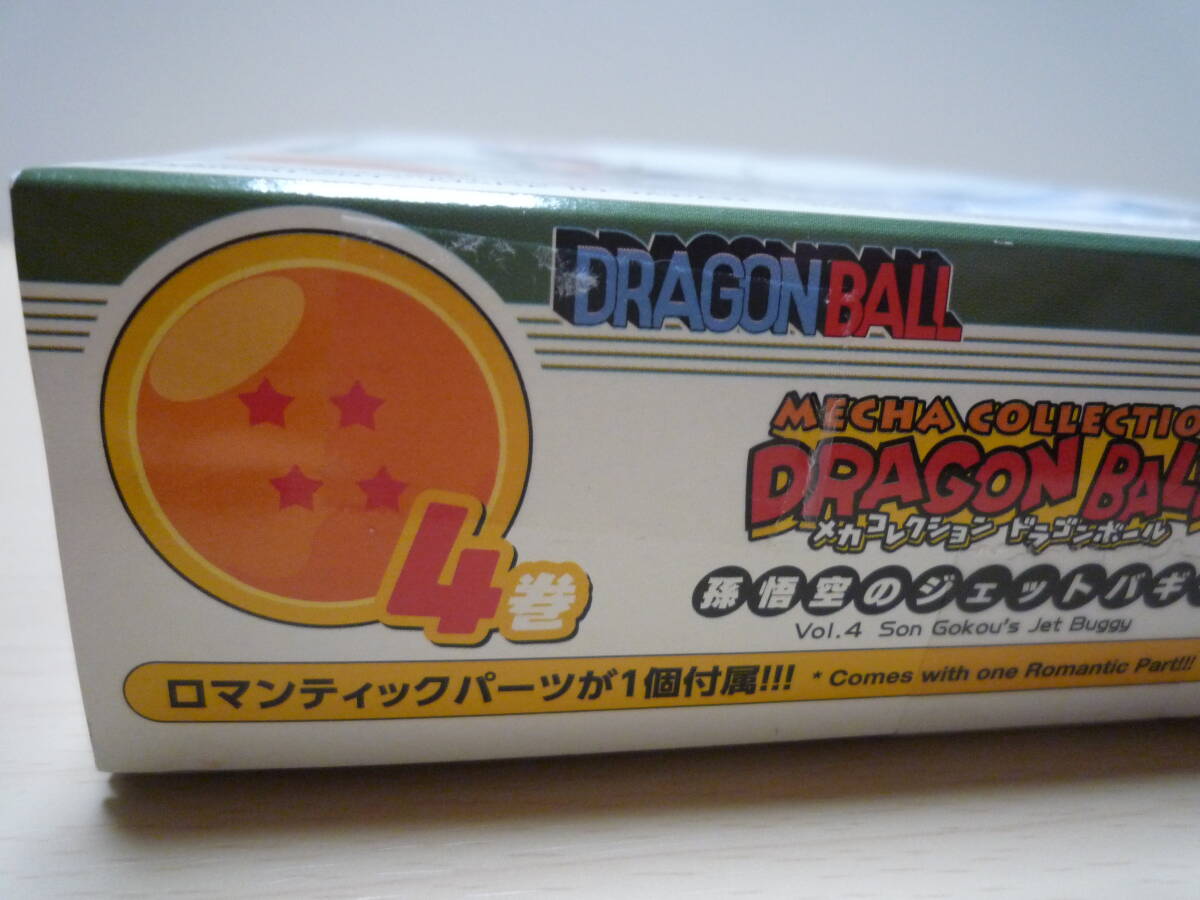 DRAGON BALL
MECHA COLLECTIO
DRAGON BAL
メカコレクション ドラゴンボール
4巻
孫悟空のジェットバギ
Vol.4 Son Gokou's Jet Buggy
ロマンティックパーツが1個付属!!! * Comes with one Romantic Part!!!